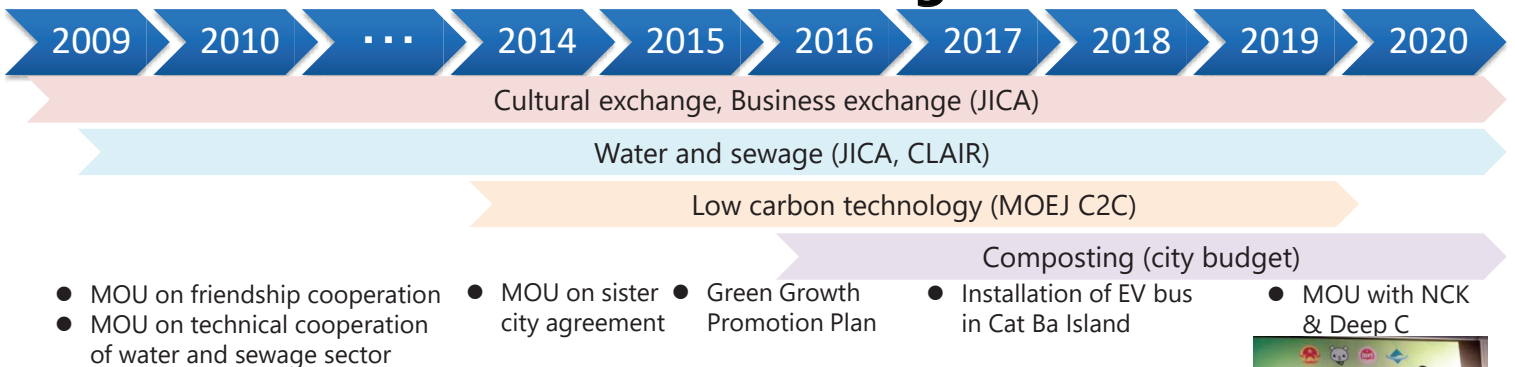 2009 2010 ... 2014 2015 2016 2017 2018 2019 2020
Cultural exchange, Business exchange (JICA)
Water and sewage (JICA, CLAIR)
Low carbon technology (MOEJ C2C)
Composting (city budget)
● MOU on friendship cooperation
● MOU on technical cooperation
of water and sewage sector
● MOU on sister
city agreement
● Green Growth
Promotion Plan
● Installation of EV bus
in Cat Ba Island
● MOU with NCK
& Deep C